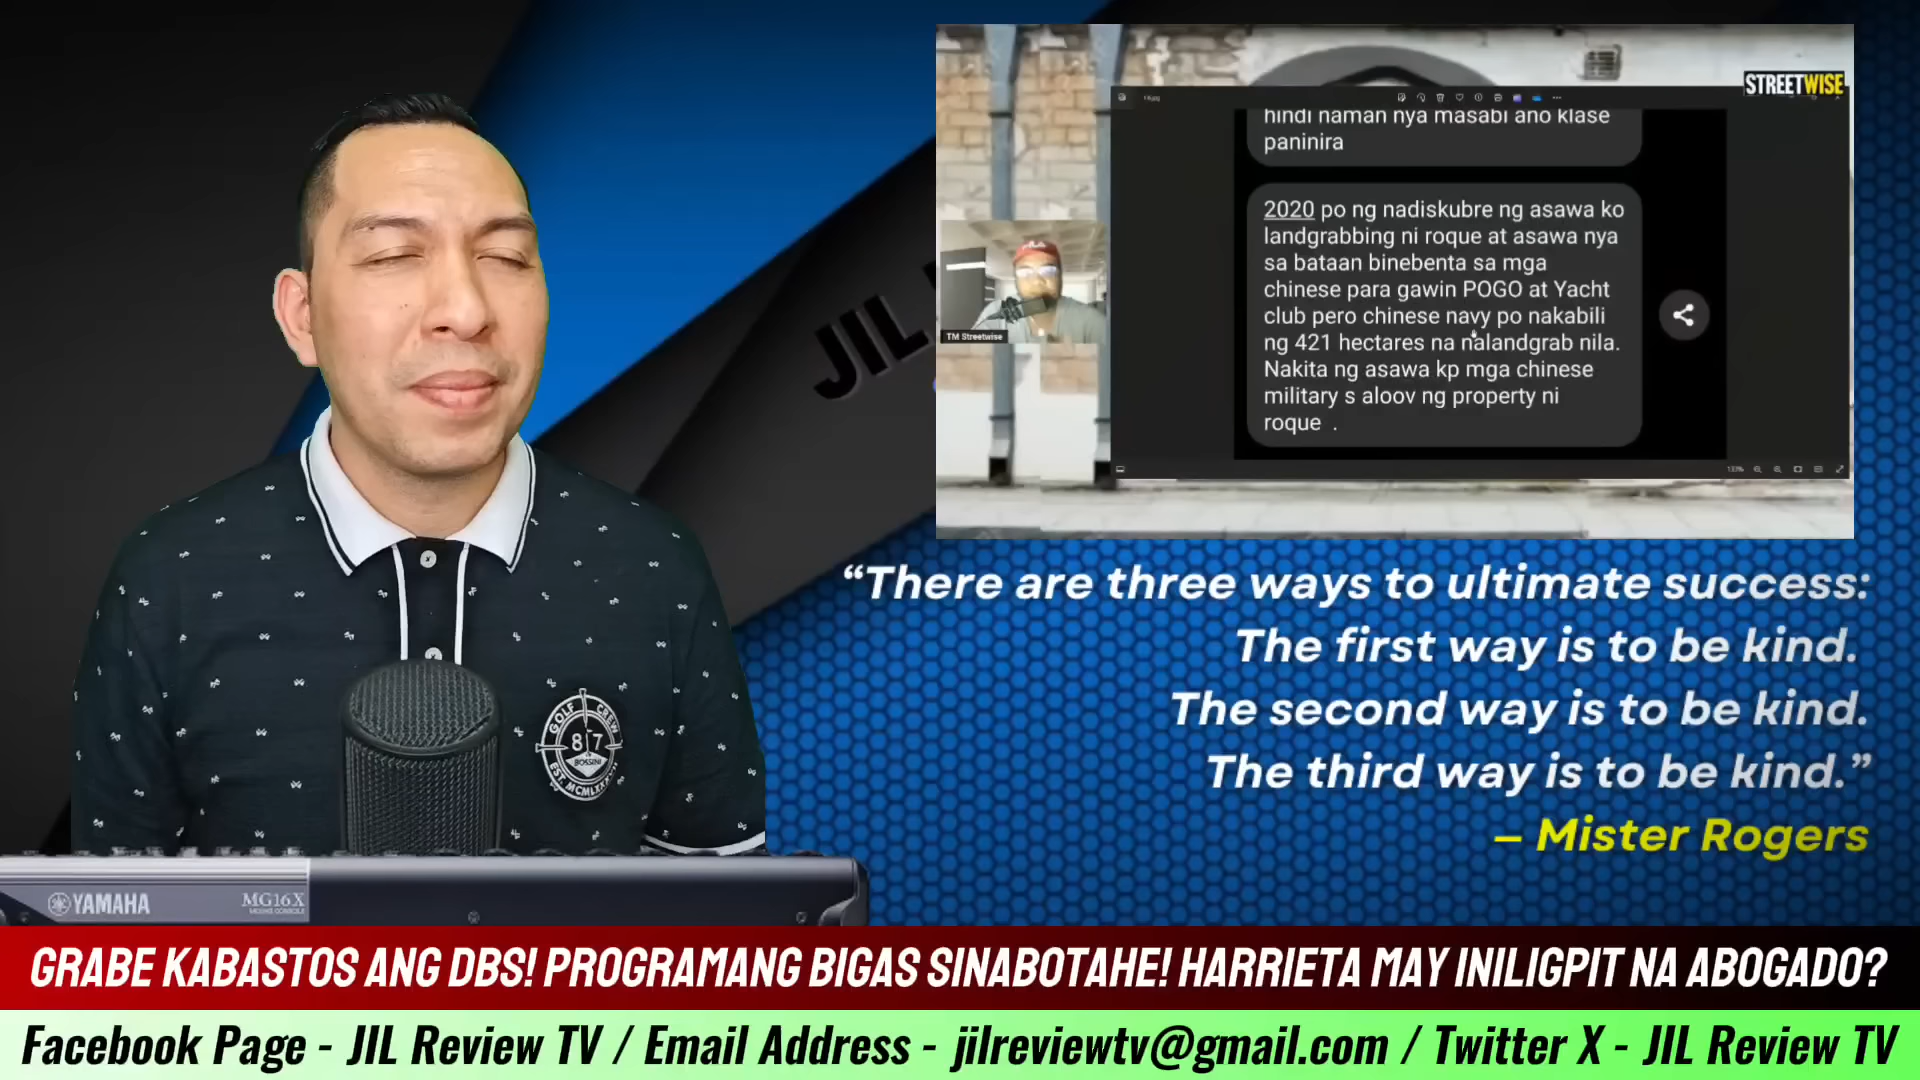 STREETWISE
hindi naman nya masabi ano klase
paninira
2020 po ng nadiskubre ng asawa ko
landgrabbing ni roque at asawa nya
sa bataan binebenta sa mga
chinese para gawin POGO at Yacht
club pero chinese navy po nakabili
ng 421 hectares na nalandgrab nila.
Nakita ng asawa kp mga chinese
military s aloov ng property ni
roque .
TM Streetwise
JIL
“There are three ways to ultimate success:
The first way is to be kind.
The second way is to be kind.
The third way is to be kind.”
– Mister Rogers
GOLF CREW
87
BOSSINI
YAMAHA
MG16X
MIXING CONSOLE
GRABE KABASTOS ANG DBS! PROGRAMANG BIGAS SINABOTAHE! HARRIETA MAY INILIGPIT NA ABOGADO?
Facebook Page - JIL Review TV / Email Address - jilreviewtv@gmail.com / Twitter X - JIL Review TV